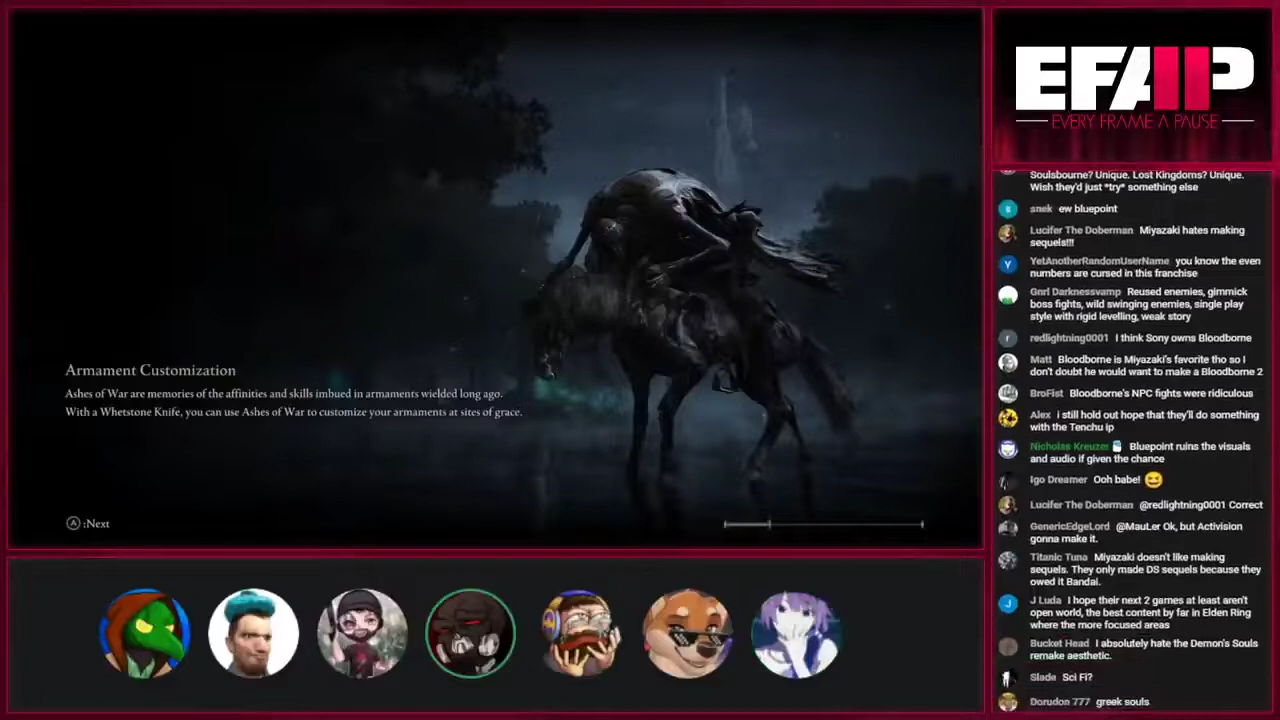 Armament Customization
Ashes of War are memories of the affinities and skills imbued in armaments wielded long ago.
With a Whetstone Knife, you can use Ashes of War to customize your armaments at sites of grace.
A :Next
EFAP
EVERY FRAME A PAUSE
Soulsbourne? Unique. Lost Kingdoms? Unique.
Wish they'd just *try* something else
snek ew bluepoint
Lucifer The Doberman Miyazaki hates making
sequels!!!
YetAnotherRandomUserName you know the even
numbers are cursed in this franchise
Gnrl Darknessvamp Reused enemies, gimmick
boss fights, wild swinging enemies, single play
style with rigid levelling, weak story
redlightning0001 I think Sony owns Bloodborne
Matt Bloodborne is Miyazaki's favorite tho so I
don't doubt he would want to make a Bloodborne 2
BroFist Bloodborne's NPC fights were ridiculous
Alex i still hold out hope that they'll do something
with the Tenchu ip
Nicholas Kreuzer Bluepoint ruins the visuals
and audio if given the chance
Igo Dreamer Ooh babe! 😆
Lucifer The Doberman @redlightning0001 Correct
GenericEdgeLord @MauLer Ok, but Activision
gonna make it.
Titanic Tuna Miyazaki doesn't like making
sequels. They only made DS sequels because they
owed it Bandai.
J Luda I hope their next 2 games at least aren't
open world, the best content by far in Elden Ring
where the more focused areas
Bucket Head I absolutely hate the Demon's Souls
remake aesthetic.
Slade Sci Fi?
Dorudon 777 greek souls